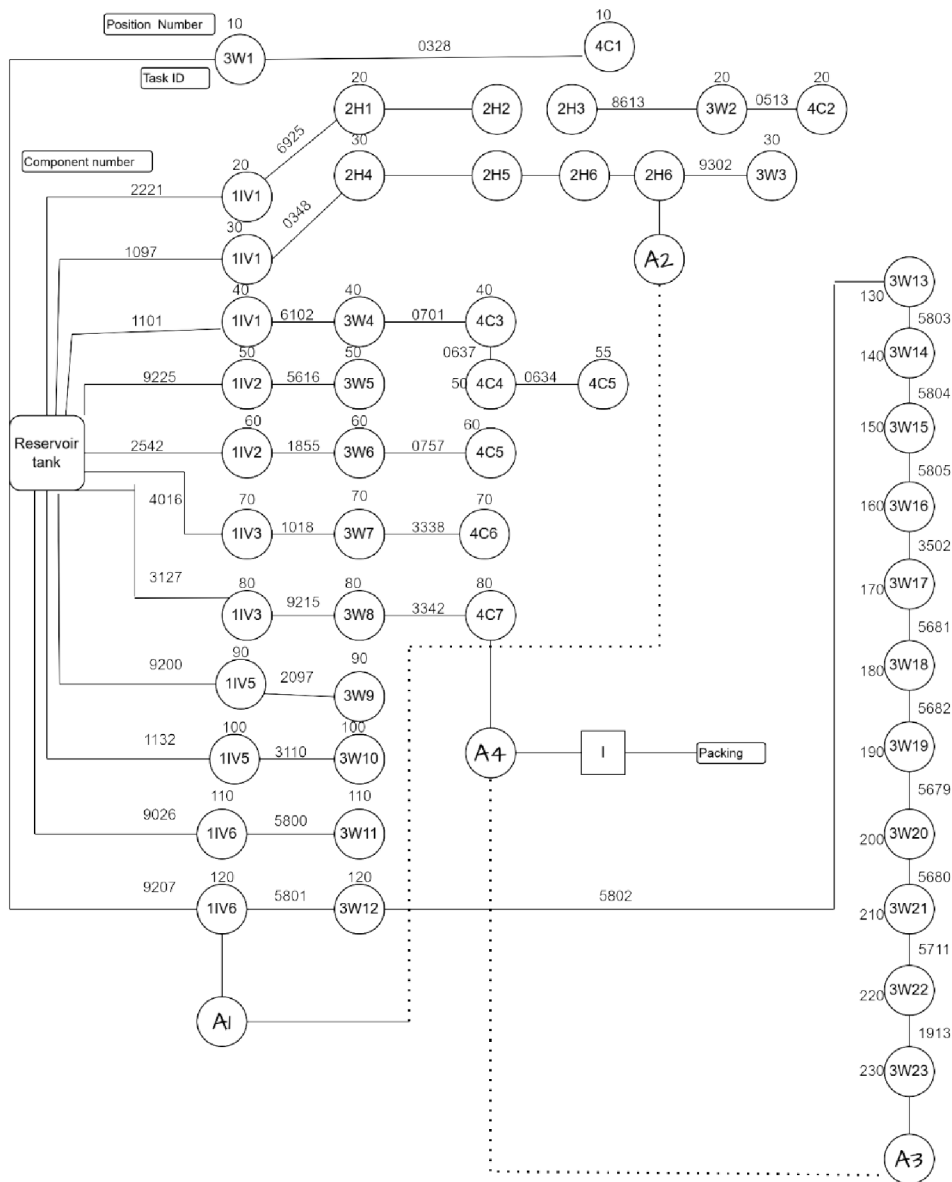 Position Number
10
3W1
0328
10
4C1
Task ID
20
2H1
2H2
2H3
8613
20
3W2
0513
20
4C2
6925
Component number
30
2H4
2H5
2H6
2H6
9302
30
3W3
2221
20
1IV1
0348
1097
30
1IV1
A2
1101
40
1IV1
6102
40
3W4
0701
40
4C3
0637
9225
50
1IV2
5616
50
3W5
50
4C4
0634
55
4C5
Reservoir
tank
2542
60
1IV2
1855
60
3W6
0757
60
4C5
4016
70
1IV3
1018
70
3W7
3338
70
4C6
3127
80
1IV3
9215
80
3W8
3342
80
4C7
9200
90
1IV5
2097
90
3W9
1132
100
1IV5
3110
100
3W10
A4
I
Packing
9026
110
1IV6
5800
110
3W11
9207
120
1IV6
5801
120
3W12
5802
A1
130
3W13
5803
140
3W14
5804
150
3W15
5805
160
3W16
3502
170
3W17
5681
180
3W18
5682
190
3W19
5679
200
3W20
5680
210
3W21
5711
220
3W22
1913
230
3W23
A3